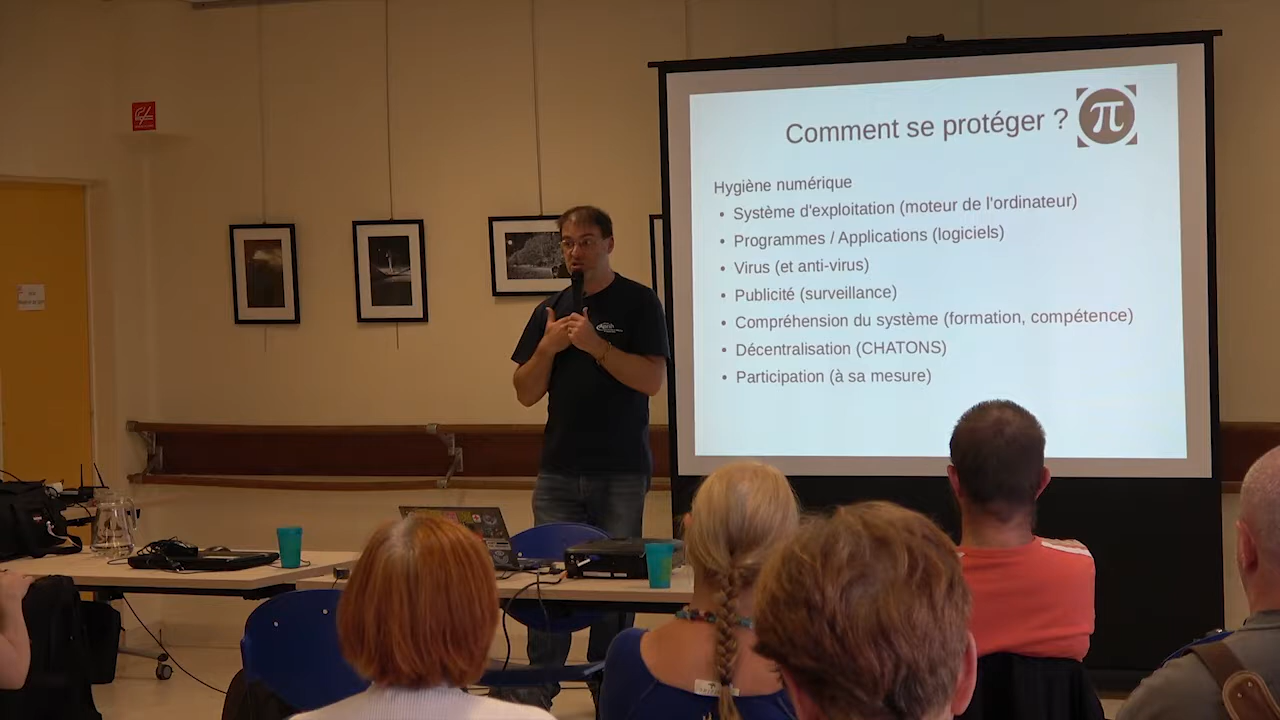 Comment se protéger ?
π
Hygiène numérique
• Système d'exploitation (moteur de l'ordinateur)
• Programmes / Applications (logiciels)
• Virus (et anti-virus)
• Publicité (surveillance)
• Compréhension du système (formation, compétence)
• Décentralisation (CHATONS)
• Participation (à sa mesure)